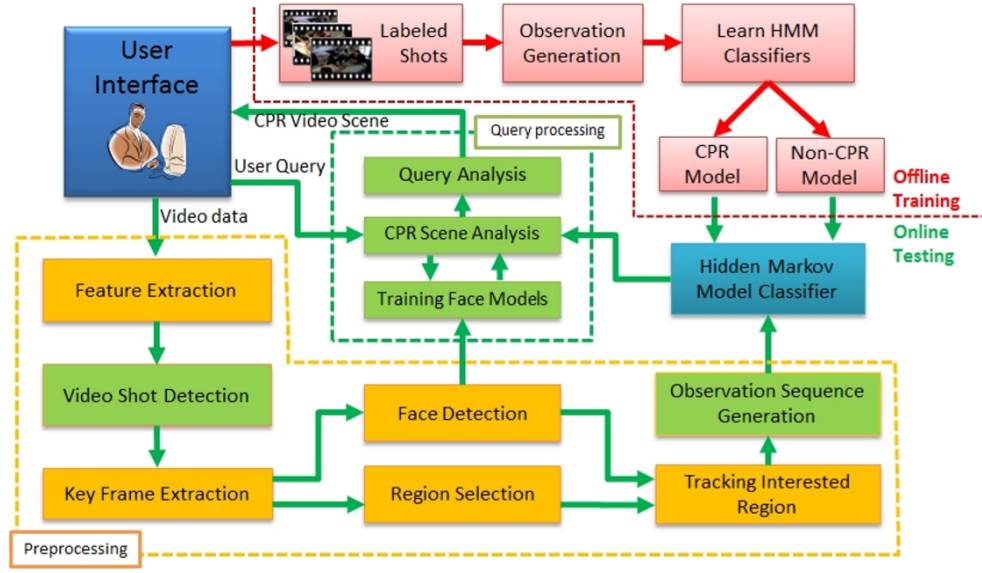 User
Interface
Labeled
Shots
Observation
Generation
Learn HMM
Classifiers
CPR Video Scene
Query processing
User Query
Query Analysis
CPR
Model
Non-CPR
Model
Offline
Training
Video data
CPR Scene Analysis
Online
Testing
Feature Extraction
Training Face Models
Hidden Markov
Model Classifier
Video Shot Detection
Face Detection
Observation Sequence
Generation
Key Frame Extraction
Region Selection
Tracking Interested
Region
Preprocessing